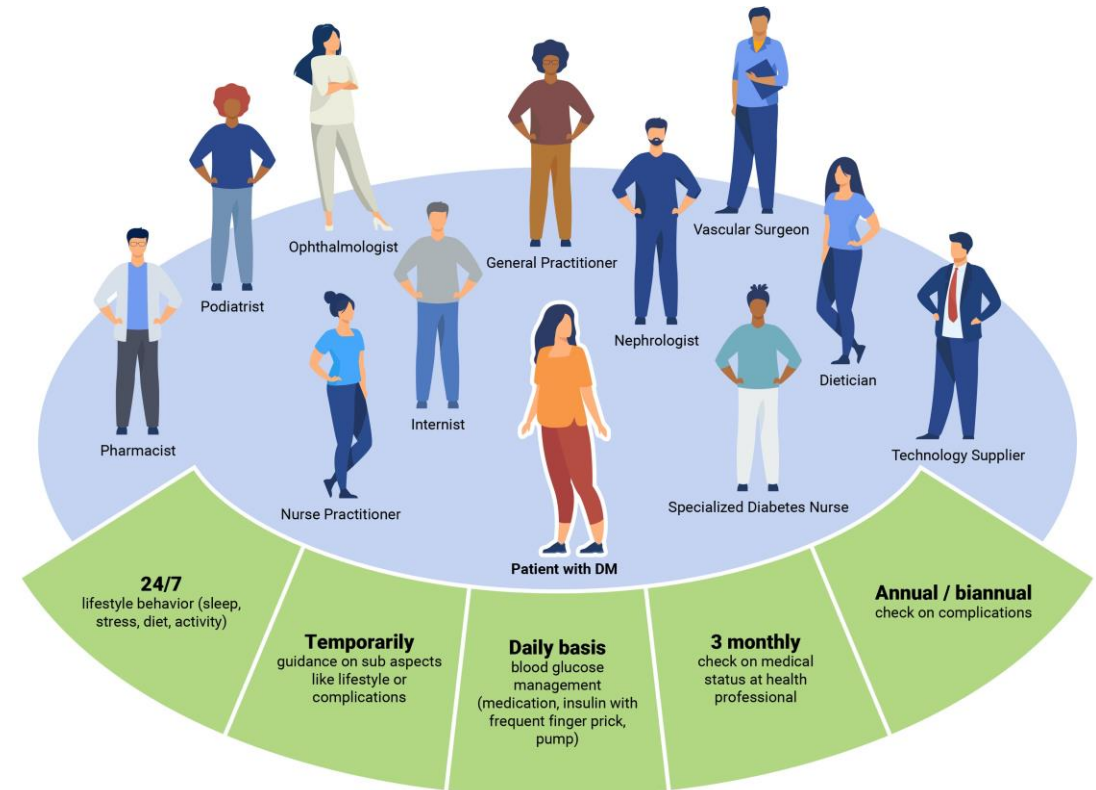 Ophthalmologist
General Practitioner
Vascular Surgeon
Podiatrist
Nephrologist
Dietician
Pharmacist
Internist
Technology Supplier
Nurse Practitioner
Specialized Diabetes Nurse
Patient with DM
24/7
lifestyle behavior (sleep,
stress, diet, activity)
Temporarily
guidance on sub aspects
like lifestyle or
complications
Daily basis
blood glucose
management
(medication, insulin with
frequent finger prick,
pump)
3 monthly
check on medical
status at health
professional
Annual / biannual
check on complications